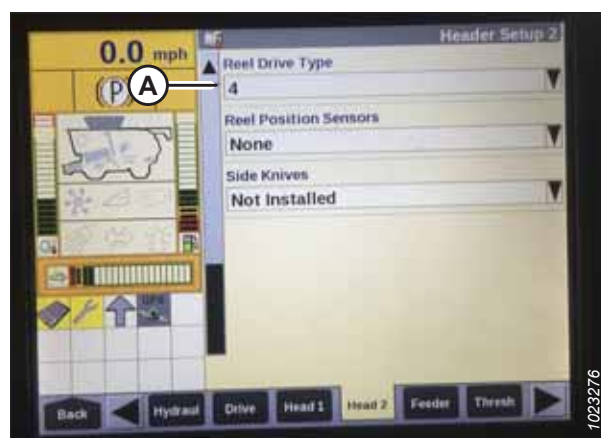 0.0 mph
Header Setup 2
(P)
A
Reel Drive Type
4
Reel Position Sensors
None
Side Knives
Not Installed
GPS
Back
Hydraul
Drive
Head 1
Head 2
Feeder
Thresh
1023276